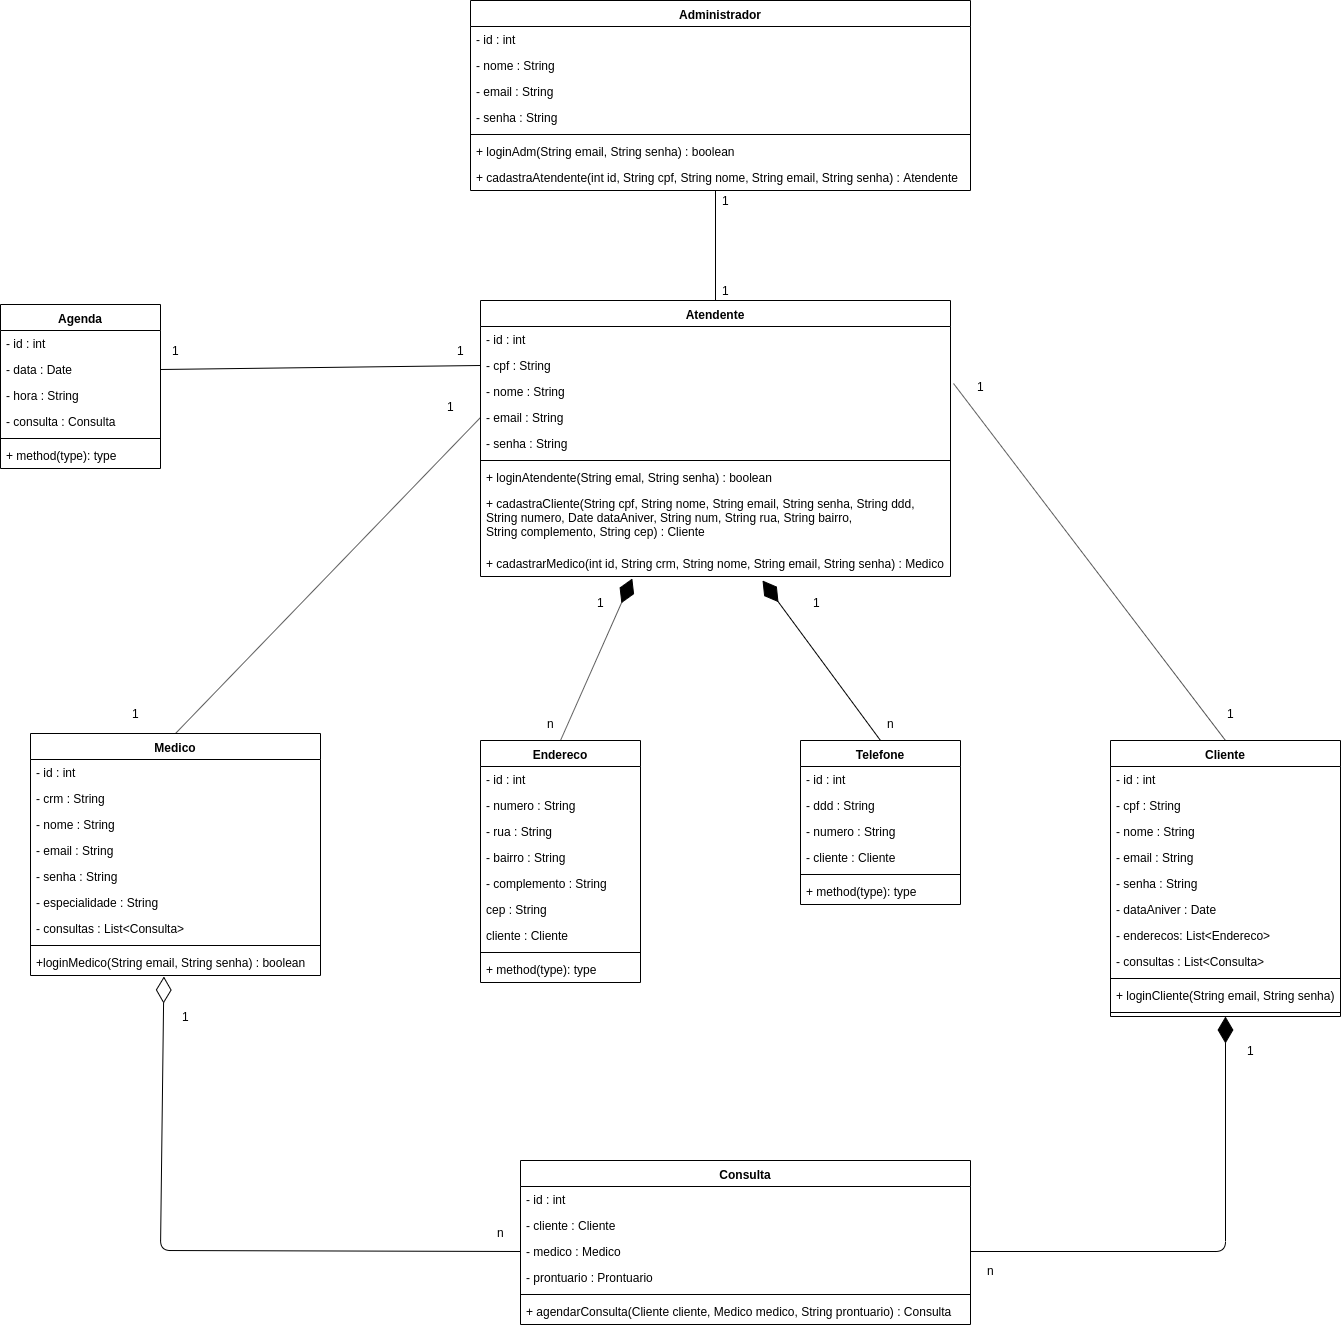 Administrador
- id : int
- nome : String
- email : String
- senha : String
+ loginAdm(String email, String senha) : boolean
+ cadastraAtendente(int id, String cpf, String nome, String email, String senha) : Atendente
1
1
Agenda
- id : int
- data : Date
- hora : String
- consulta : Consulta
+ method(type): type
1
1
1
Atendente
- id : int
- cpf : String
- nome : String
- email : String
- senha : String
+ loginAtendente(String emal, String senha) : boolean
+ cadastraCliente(String cpf, String nome, String email, String senha, String ddd,
String numero, Date dataAniver, String num, String rua, String bairro,
String complemento, String cep) : Cliente
+ cadastrarMedico(int id, String crm, String nome, String email, String senha) : Medico
1
1
1
1
n
n
1
Medico
- id : int
- crm : String
- nome : String
- email : String
- senha : String
- especialidade : String
- consultas : List<Consulta>
+loginMedico(String email, String senha) : boolean
Endereco
- id : int
- numero : String
- rua : String
- bairro : String
- complemento : String
cep : String
cliente : Cliente
+ method(type): type
Telefone
- id : int
- ddd : String
- numero : String
- cliente : Cliente
+ method(type): type
Cliente
- id : int
- cpf : String
- nome : String
- email : String
- senha : String
- dataAniver : Date
- enderecos: List<Endereco>
- consultas : List<Consulta>
+ loginCliente(String email, String senha)
1
1
n
n
Consulta
- id : int
- cliente : Cliente
- medico : Medico
- prontuario : Prontuario
+ agendarConsulta(Cliente cliente, Medico medico, String prontuario) : Consulta